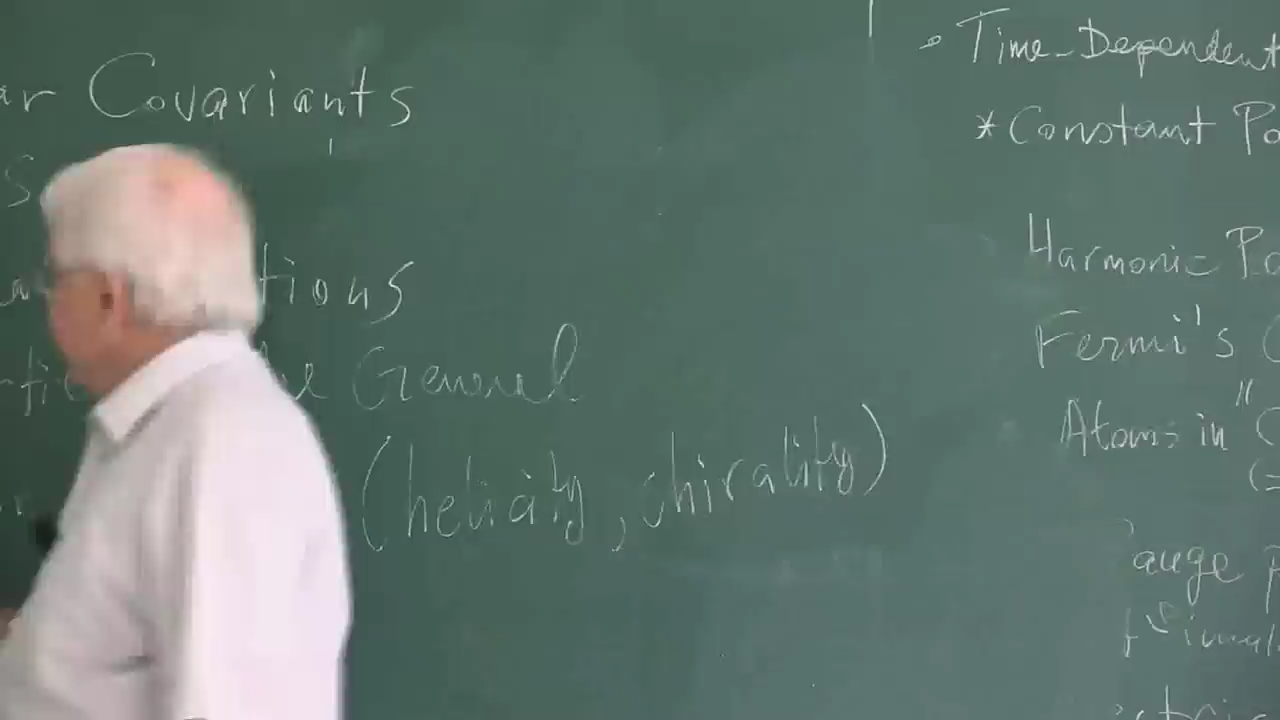 ar Covariants
S
tions
General
(helicity, chirality)
• Time-Dependent
* Constant Po
Harmonic Po
Fermi's G
Atoms in "C
(=
auge p